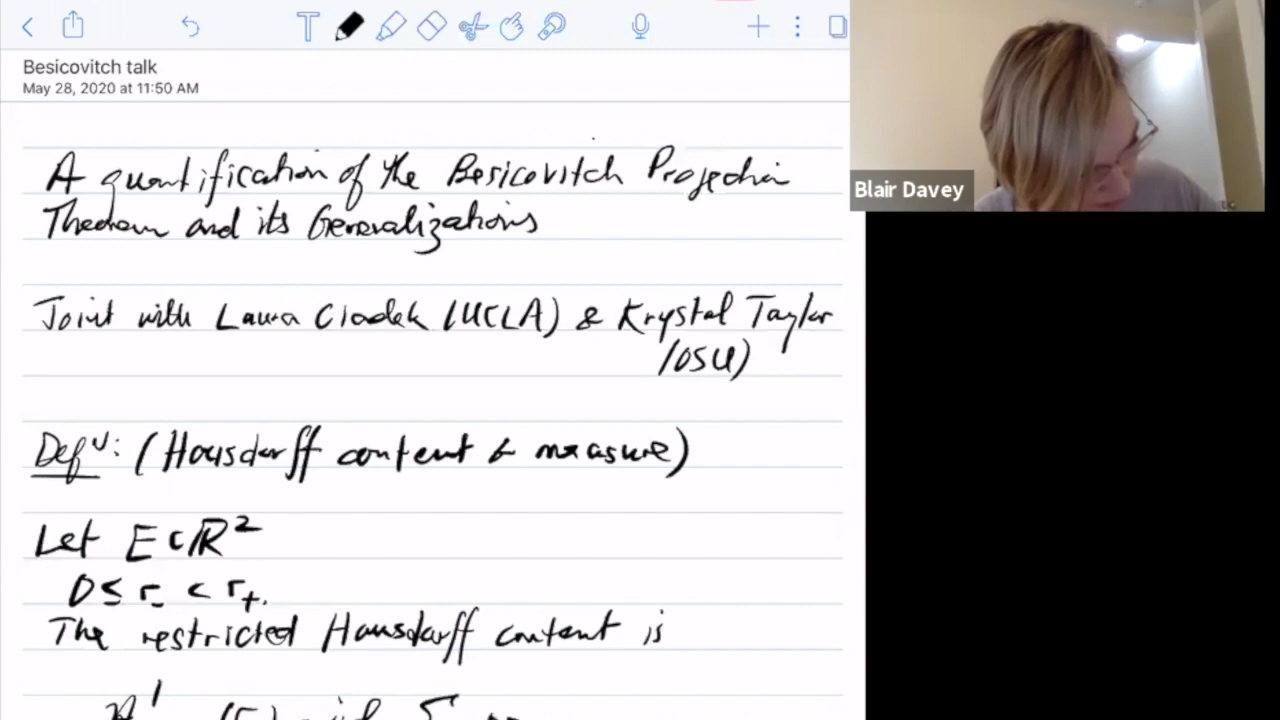 Besicovitch talk
May 28, 2020 at 11:50 AM
A quantification of the Besicovitch Projection
Theorem and its Generalizations
Joint with Laura Cladek (UCLA) & Krystal Taylor
(OSU)
Defⁿ: (Hausdorff content & measure)
Let E⊂ℝ²
0≤ r_- < r_+.
The restricted Hausdorff content is
Blair Davey